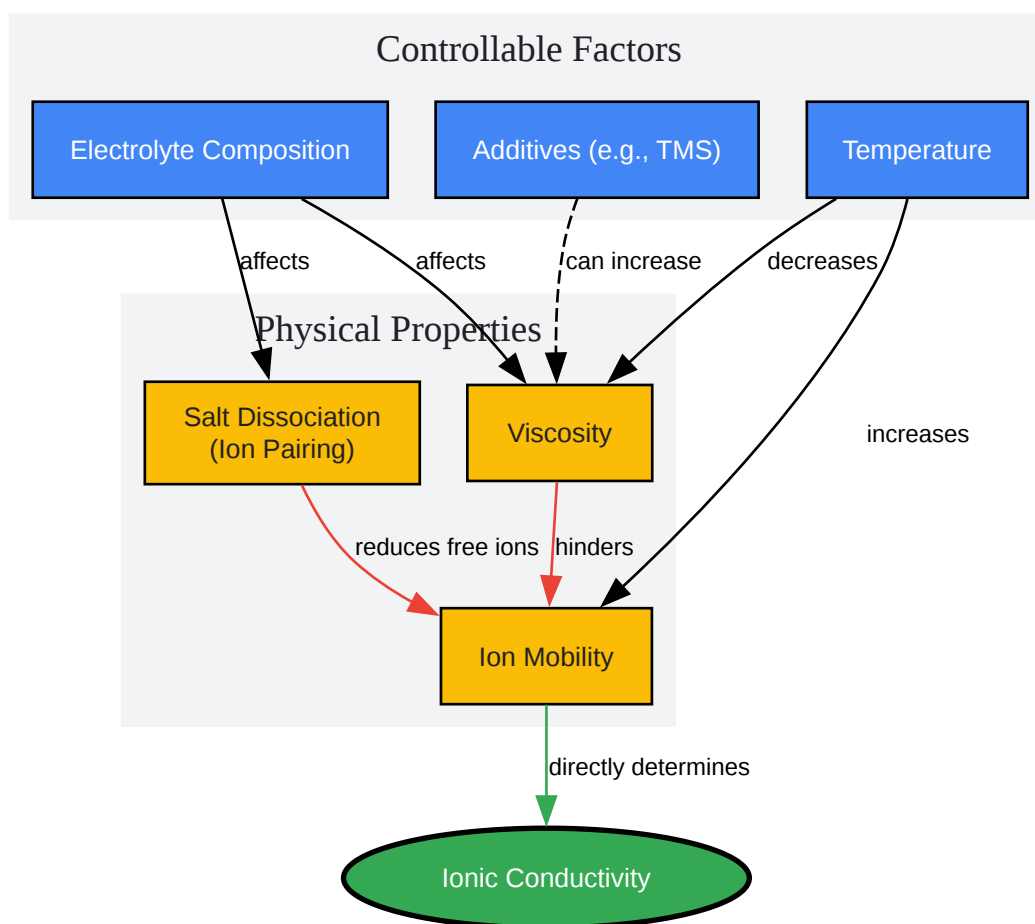 Controllable Factors
Electrolyte Composition
Additives (e.g., TMS)
Temperature
affects
affects
can increase
decreases
Physical Properties
Salt Dissociation
(Ion Pairing)
Viscosity
increases
reduces free ions
hinders
Ion Mobility
directly determines
Ionic Conductivity